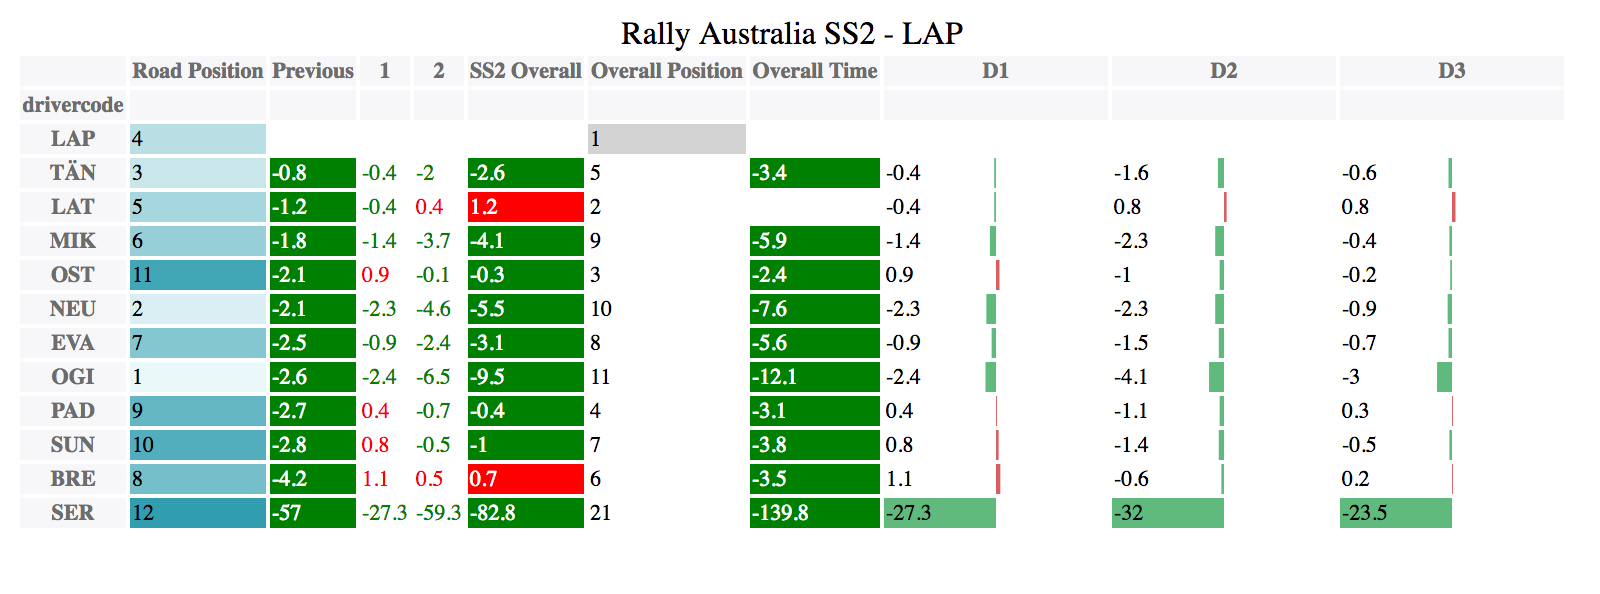 Rally Australia SS2 - LAP
Road Position Previous 1 2 SS2 Overall Overall Position Overall Time D1 D2 D3
drivercode
LAP 4 1
TÄN 3 -0.8 -0.4 -2 -2.6 5 -3.4 -0.4 -1.6 -0.6
LAT 5 -1.2 -0.4 0.4 1.2 2 -0.4 0.8 0.8
MIK 6 -1.8 -1.4 -3.7 -4.1 9 -5.9 -1.4 -2.3 -0.4
OST 11 -2.1 0.9 -0.1 -0.3 3 -2.4 0.9 -1 -0.2
NEU 2 -2.1 -2.3 -4.6 -5.5 10 -7.6 -2.3 -2.3 -0.9
EVA 7 -2.5 -0.9 -2.4 -3.1 8 -5.6 -0.9 -1.5 -0.7
OGI 1 -2.6 -2.4 -6.5 -9.5 11 -12.1 -2.4 -4.1 -3
PAD 9 -2.7 0.4 -0.7 -0.4 4 -3.1 0.4 -1.1 0.3
SUN 10 -2.8 0.8 -0.5 -1 7 -3.8 0.8 -1.4 -0.5
BRE 8 -4.2 1.1 0.5 0.7 6 -3.5 1.1 -0.6 0.2
SER 12 -57 -27.3 -59.3 -82.8 21 -139.8 -27.3 -32 -23.5